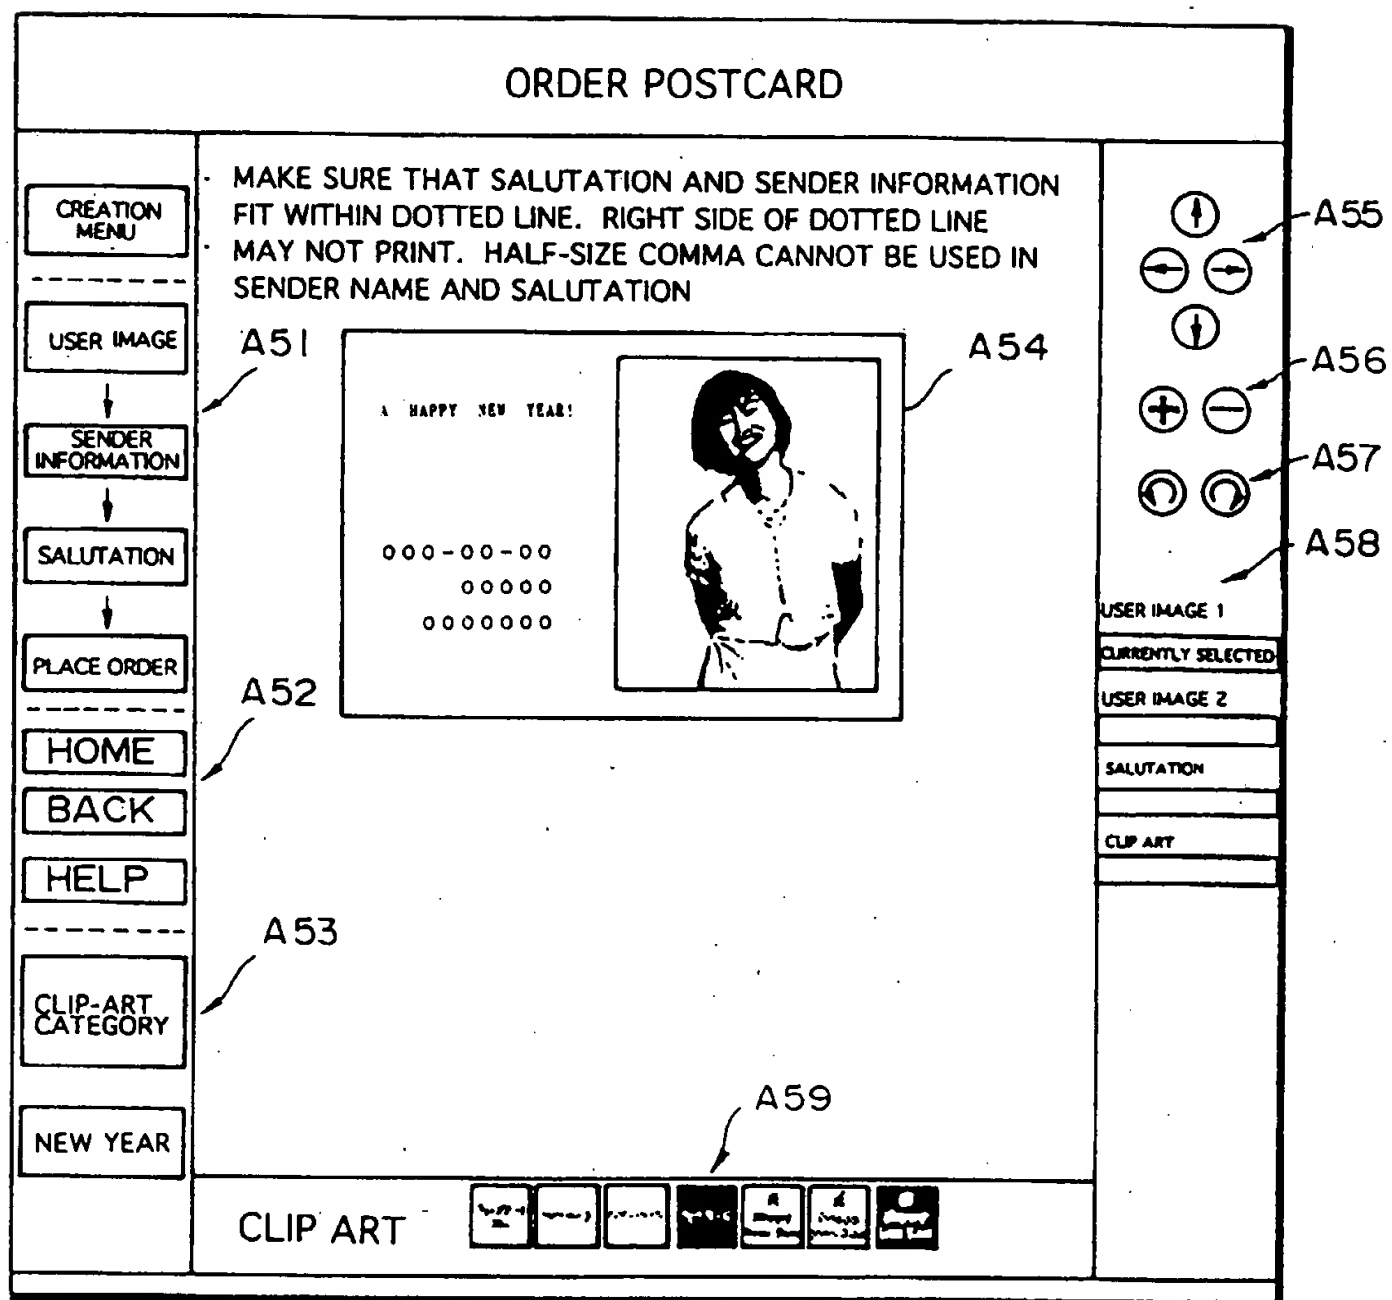 ORDER POSTCARD
CREATION
MENU
USER IMAGE
SENDER
INFORMATION
SALUTATION
PLACE ORDER
HOME
BACK
HELP
CLIP-ART
CATEGORY
NEW YEAR
MAKE SURE THAT SALUTATION AND SENDER INFORMATION
FIT WITHIN DOTTED LINE. RIGHT SIDE OF DOTTED LINE
MAY NOT PRINT. HALF-SIZE COMMA CANNOT BE USED IN
SENDER NAME AND SALUTATION
A51
A52
A53
A54
A HAPPY NEW YEAR!
000-00-00
00000
0000000
A59
CLIP ART
A55
A56
A57
A58
USER IMAGE 1
CURRENTLY SELECTED
USER IMAGE 2
SALUTATION
CLIP ART